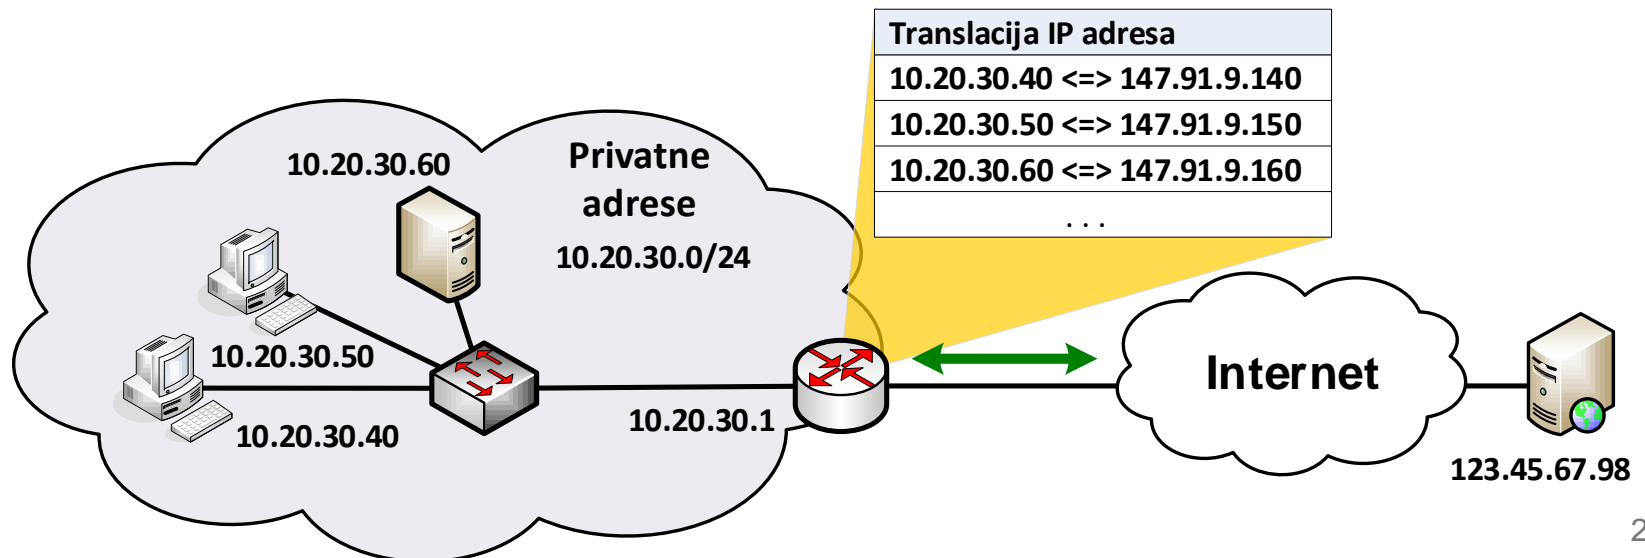 Translacija IP adresa
10.20.30.40 <=> 147.91.9.140
10.20.30.50 <=> 147.91.9.150
10.20.30.60 <=> 147.91.9.160
. . .
10.20.30.60
Privatne
adrese
10.20.30.0/24
10.20.30.50
10.20.30.40
10.20.30.1
Internet
123.45.67.98
2